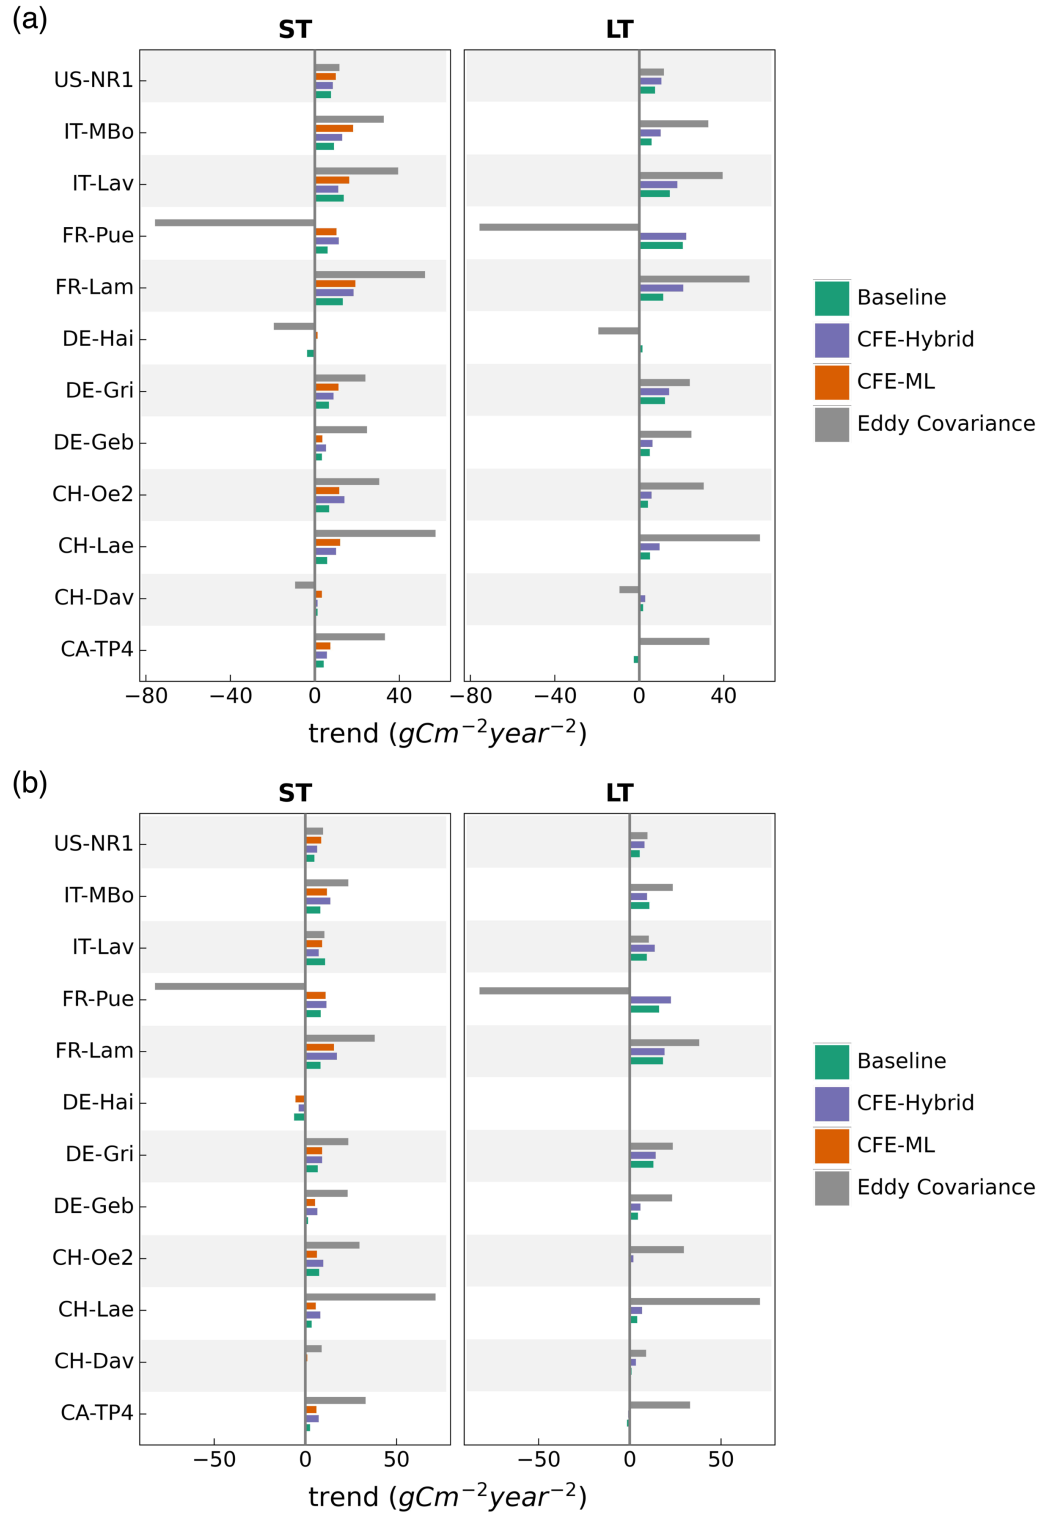 (a)
ST LT
US-NR1
IT-MBo
IT-Lav
FR-Pue
FR-Lam
DE-Hai
DE-Gri
DE-Geb
CH-Oe2
CH-Lae
CH-Dav
CA-TP4
−80 −40 0 40 −80 −40 0 40
trend (gCm−2year−2)
Baseline
CFE-Hybrid
CFE-ML
Eddy Covariance
(b)
ST LT
US-NR1
IT-MBo
IT-Lav
FR-Pue
FR-Lam
DE-Hai
DE-Gri
DE-Geb
CH-Oe2
CH-Lae
CH-Dav
CA-TP4
−50 0 50 −50 0 50
trend (gCm−2year−2)
Baseline
CFE-Hybrid
CFE-ML
Eddy Covariance